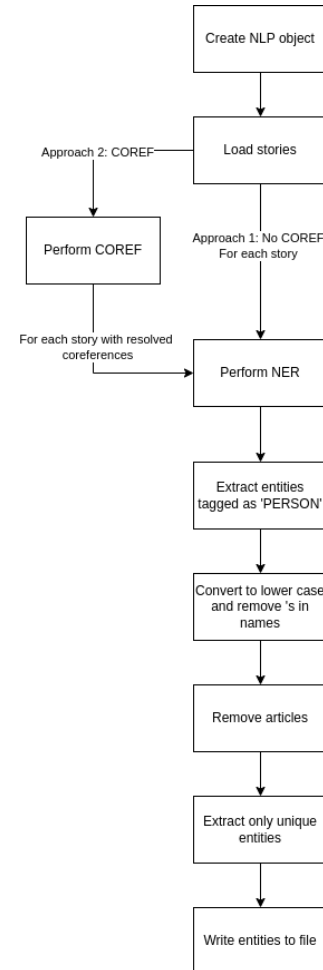 Create NLP object
Load stories
Approach 2: COREF
Perform COREF
Approach 1: No COREF
For each story
For each story with resolved
coreferences
Perform NER
Extract entities
tagged as 'PERSON'
Convert to lower case
and remove 's in
names
Remove articles
Extract only unique
entities
Write entities to file